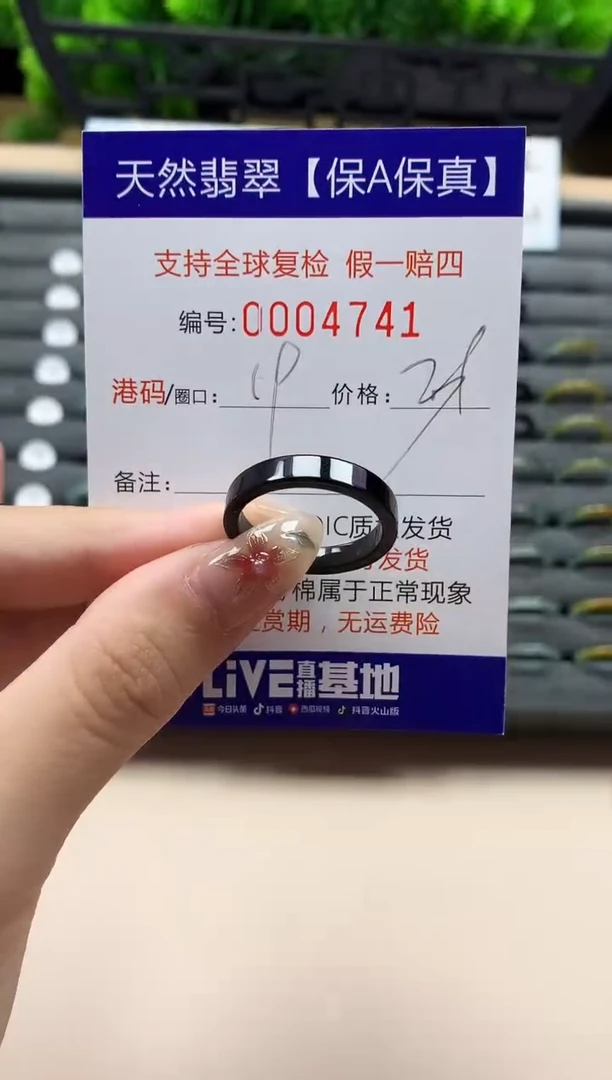 天然翡翠【保A保真】
支持全球复检 假一赔四
编号:0004741
港码/圈口: 19 价格:
备注:
IC质 发货
发货
棉属于正常现象
赏期，无运费险
LiVE直播基地
今日头条 抖音 西瓜视频 抖音火山版